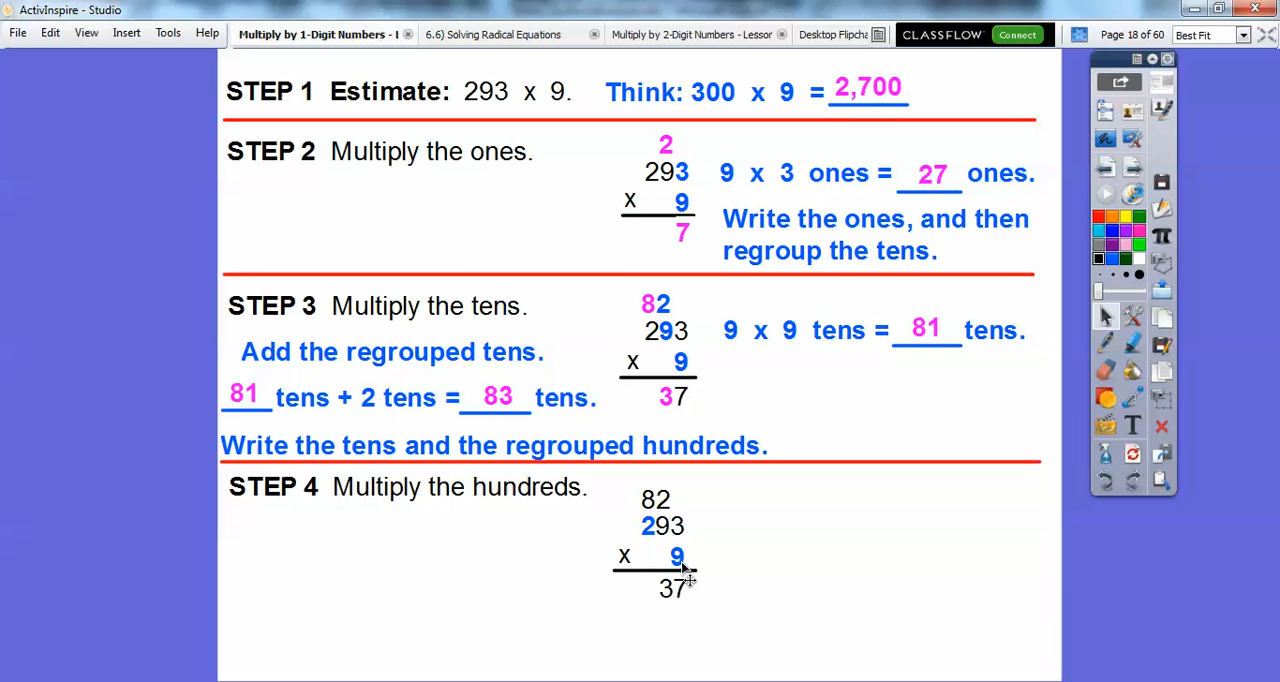 ActivInspire - Studio
File Edit View Insert Tools Help
Multiply by 1-Digit Numbers - 6.6) Solving Radical Equations Multiply by 2-Digit Numbers - Lesson Desktop Flipcha CLASSFLOW Connect Page 18 of 60 Best Fit
STEP 1 Estimate: 293 x 9. Think: 300 x 9 = 2,700
STEP 2 Multiply the ones.
2
293
x 9
7
9 x 3 ones = 27 ones.
Write the ones, and then
regroup the tens.
STEP 3 Multiply the tens.
Add the regrouped tens.
81 tens + 2 tens = 83 tens.
82
293
x 9
37
9 x 9 tens = 81 tens.
Write the tens and the regrouped hundreds.
STEP 4 Multiply the hundreds.
82
293
x 9
37